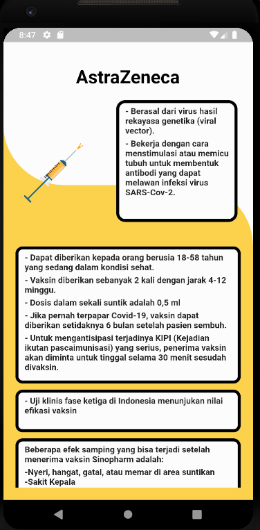 8:47
AstraZeneca
- Berasal dari virus hasil
rekayasa genetika (viral
vector).
- Bekerja dengan cara
menstimulasi atau memicu
tubuh untuk membentuk
antibodi yang dapat
melawan infeksi virus
SARS-Cov-2.
- Dapat diberikan kepada orang berusia 18-58 tahun
yang sedang dalam kondisi sehat.
- Vaksin diberikan sebanyak 2 kali dengan jarak 4-12
minggu.
- Dosis dalam sekali suntik adalah 0,5 ml
- Jika pernah terpapar Covid-19, vaksin dapat
diberikan setidaknya 6 bulan setelah pasien sembuh.
- Untuk mengantisipasi terjadinya KIPI (Kejadian
ikutan pascaimunisasi) yang serius, penerima vaksin
akan diminta untuk tinggal selama 30 menit sesudah
divaksin.
- Uji klinis fase ketiga di Indonesia menunjukan nilai
efikasi vaksin
Beberapa efek samping yang bisa terjadi setelah
menerima vaksin Sinopharm adalah:
-Nyeri, hangat, gatal, atau memar di area suntikan
-Sakit Kepala